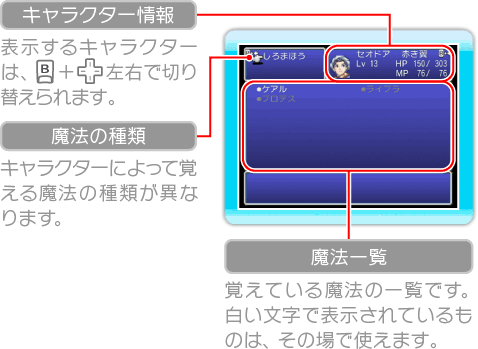 キャラクター情報
表示するキャラクター
は、B＋左右で切り
替えられます。
魔法の種類
キャラクターによって覚
える魔法の種類が異な
ります。
しろまほう
セオドア 赤き翼
Lv 13 HP 150/ 303
MP 76/ 76
ケアル ライブラ
プロテス
魔法一覧
覚えている魔法の一覧です。
白い文字で表示されているも
のは、その場で使えます。